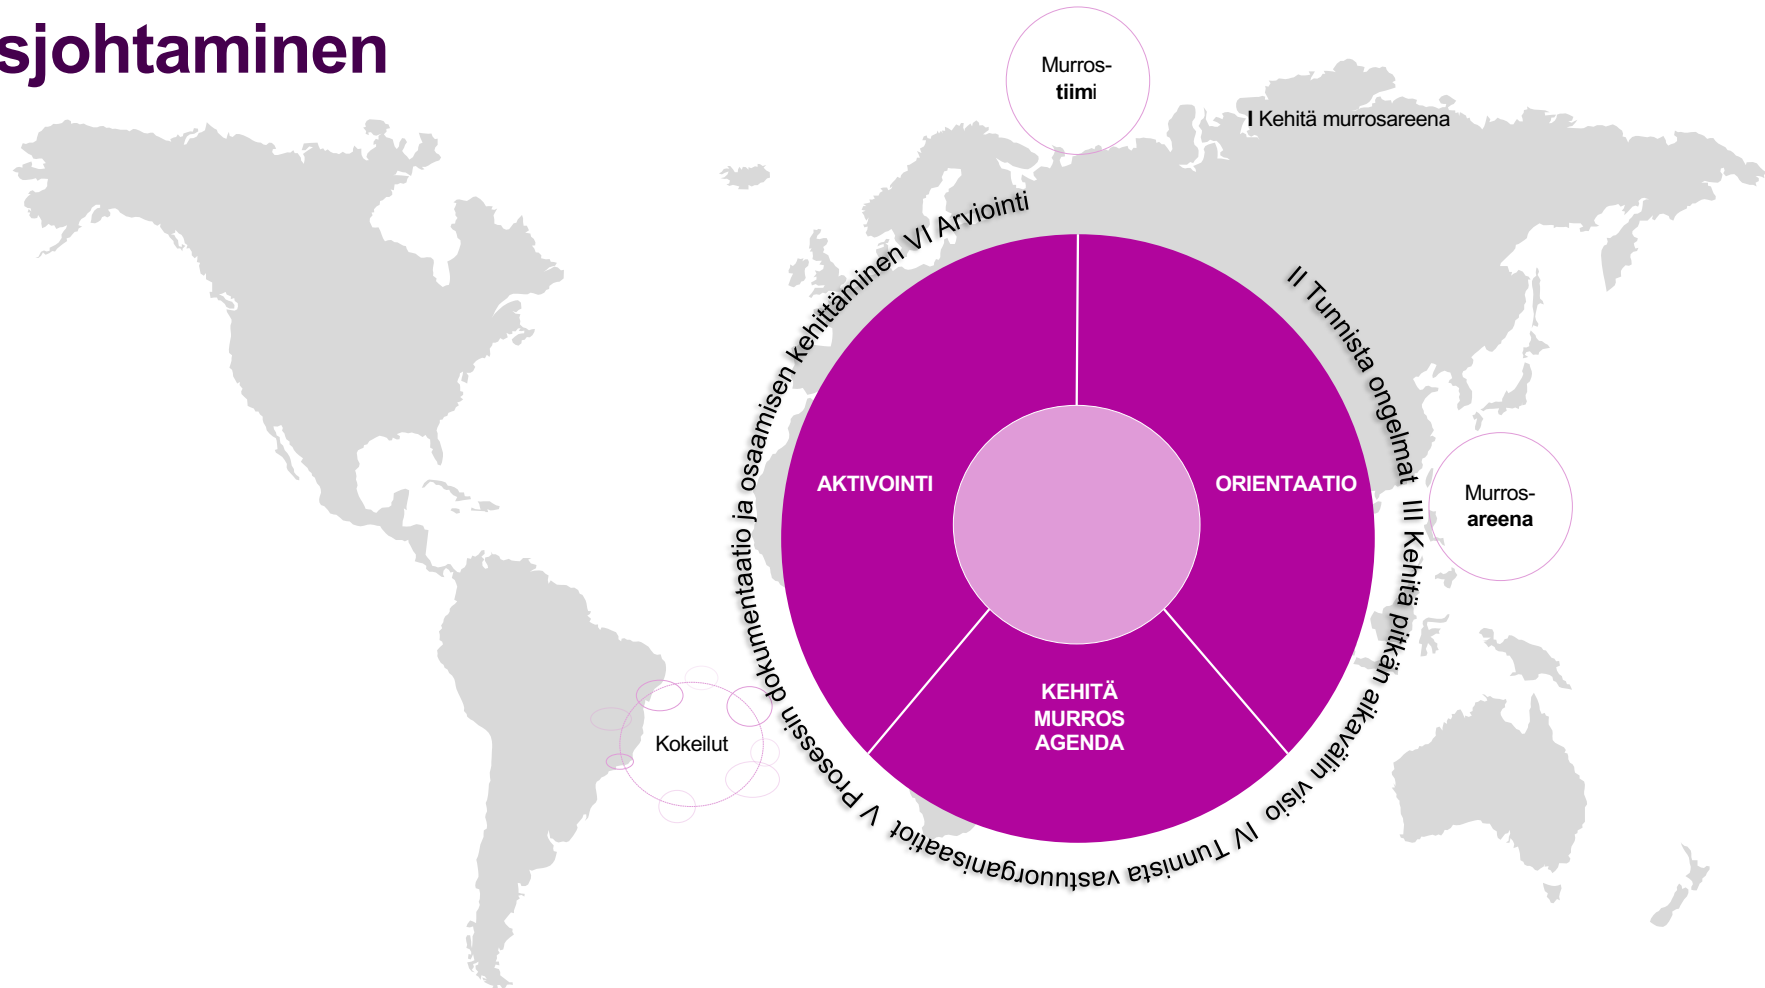 sjohtaminen
Murros-
tiimi
I Kehitä murrosareena
II Tunnista ongelmat III Kehitä pitkän aikavälin visio IV Tunnista vastuuorganisaatiot V Prosessin dokumentaatio ja osaamisen kehittäminen VI Arviointi
AKTIVOINTI
ORIENTAATIO
Murros-
areena
KEHITÄ
MURROS
AGENDA
Kokeilut